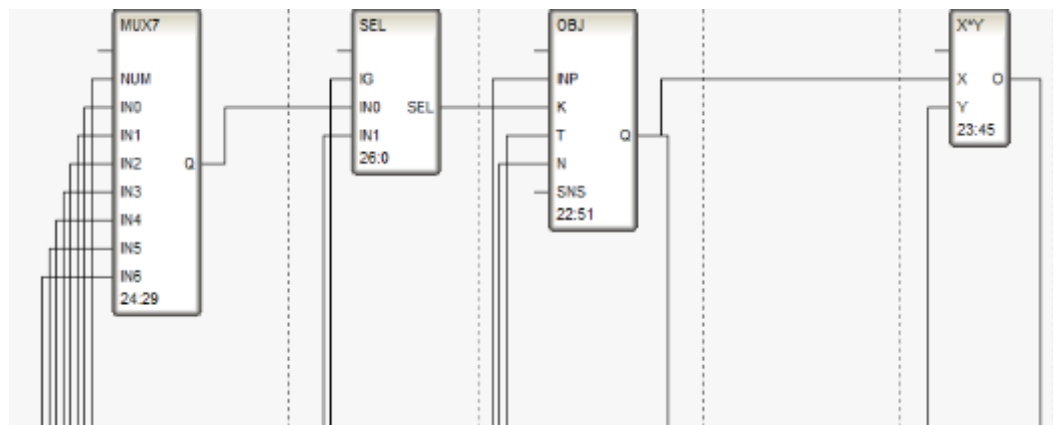 MUX7
NUM
IN0
IN1
IN2 Q
IN3
IN4
IN5
IN6
24:29
SEL
IG
IN0 SEL
IN1
26:0
OBJ
INP
K
T Q
N
SNS
22:51
X*Y
X O
Y
23:45